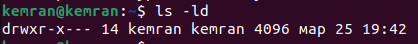 kemran@kemran:~$ ls -ld
drwxr-x--- 14 kemran kemran 4096 мар 25 19:42